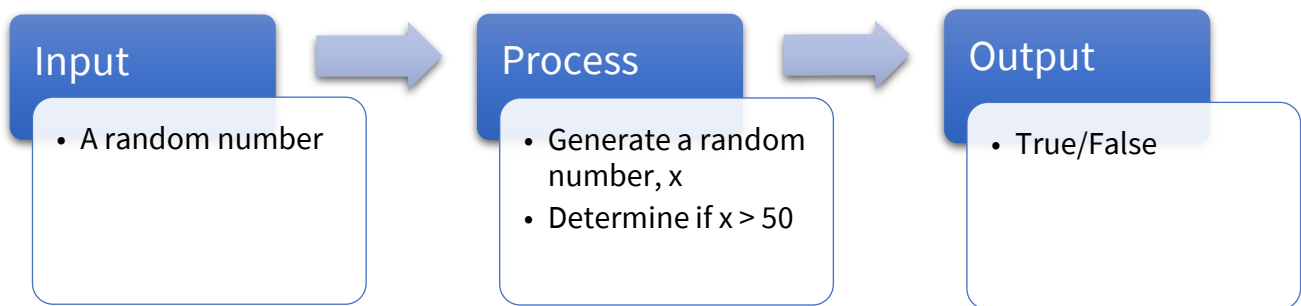 Input
• A random number
Process
• Generate a random
number, x
• Determine if x > 50
Output
• True/False